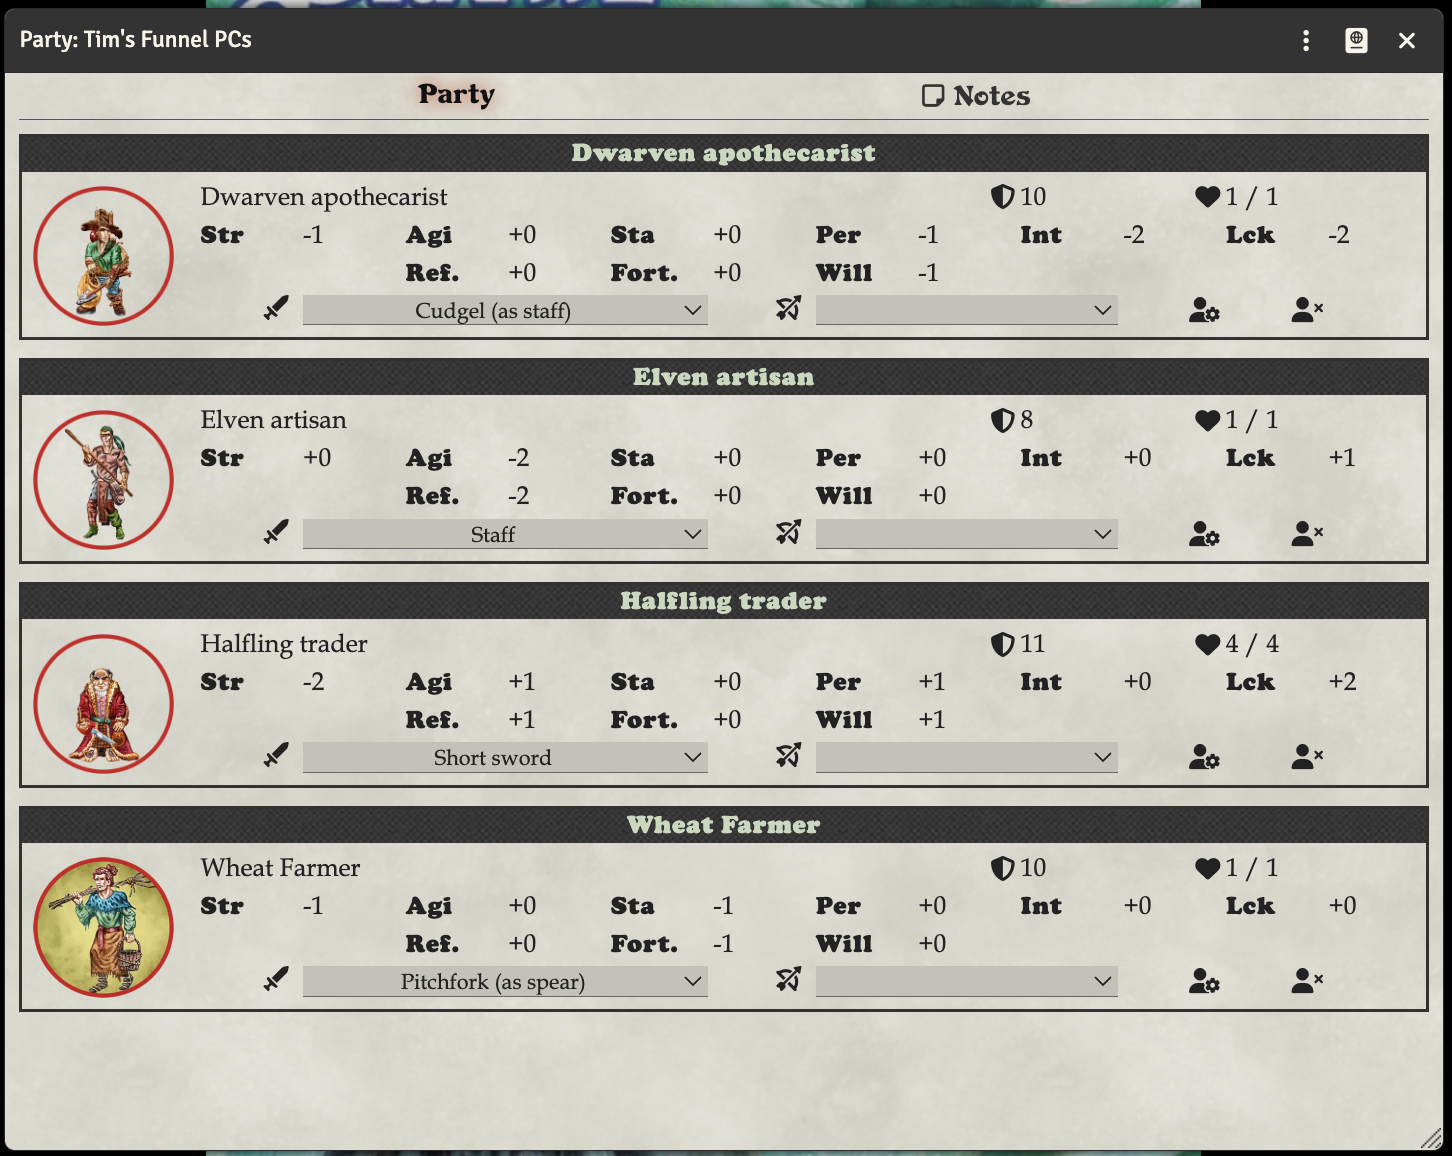 Party: Tim's Funnel PCs
Party
Notes
Dwarven apothecarist
Dwarven apothecarist 10 1 / 1
Str -1 Agi +0 Sta +0 Per -1 Int -2 Lck -2
Ref. +0 Fort. +0 Will -1
Cudgel (as staff)
Elven artisan
Elven artisan 8 1 / 1
Str +0 Agi -2 Sta +0 Per +0 Int +0 Lck +1
Ref. -2 Fort. +0 Will +0
Staff
Halfling trader
Halfling trader 11 4 / 4
Str -2 Agi +1 Sta +0 Per +1 Int +0 Lck +2
Ref. +1 Fort. +0 Will +1
Short sword
Wheat Farmer
Wheat Farmer 10 1 / 1
Str -1 Agi +0 Sta -1 Per +0 Int +0 Lck +0
Ref. +0 Fort. -1 Will +0
Pitchfork (as spear)